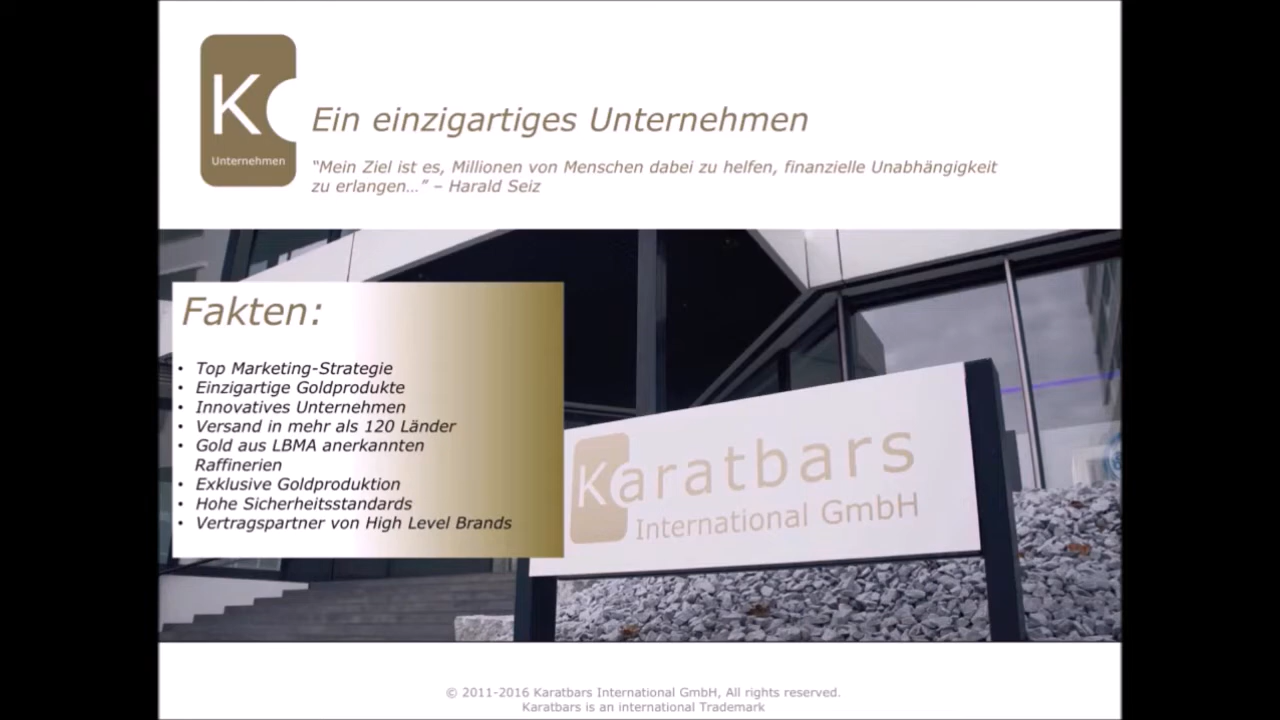 K
Unternehmen
Ein einzigartiges Unternehmen
“Mein Ziel ist es, Millionen von Menschen dabei zu helfen, finanzielle Unabhängigkeit
zu erlangen…” – Harald Seiz
Fakten:
• Top Marketing-Strategie
• Einzigartige Goldprodukte
• Innovatives Unternehmen
• Versand in mehr als 120 Länder
• Gold aus LBMA anerkannten
Raffinerien
• Exklusive Goldproduktion
• Hohe Sicherheitsstandards
• Vertragspartner von High Level Brands
Karatbars
International GmbH
© 2011-2016 Karatbars International GmbH, All rights reserved.
Karatbars is an international Trademark